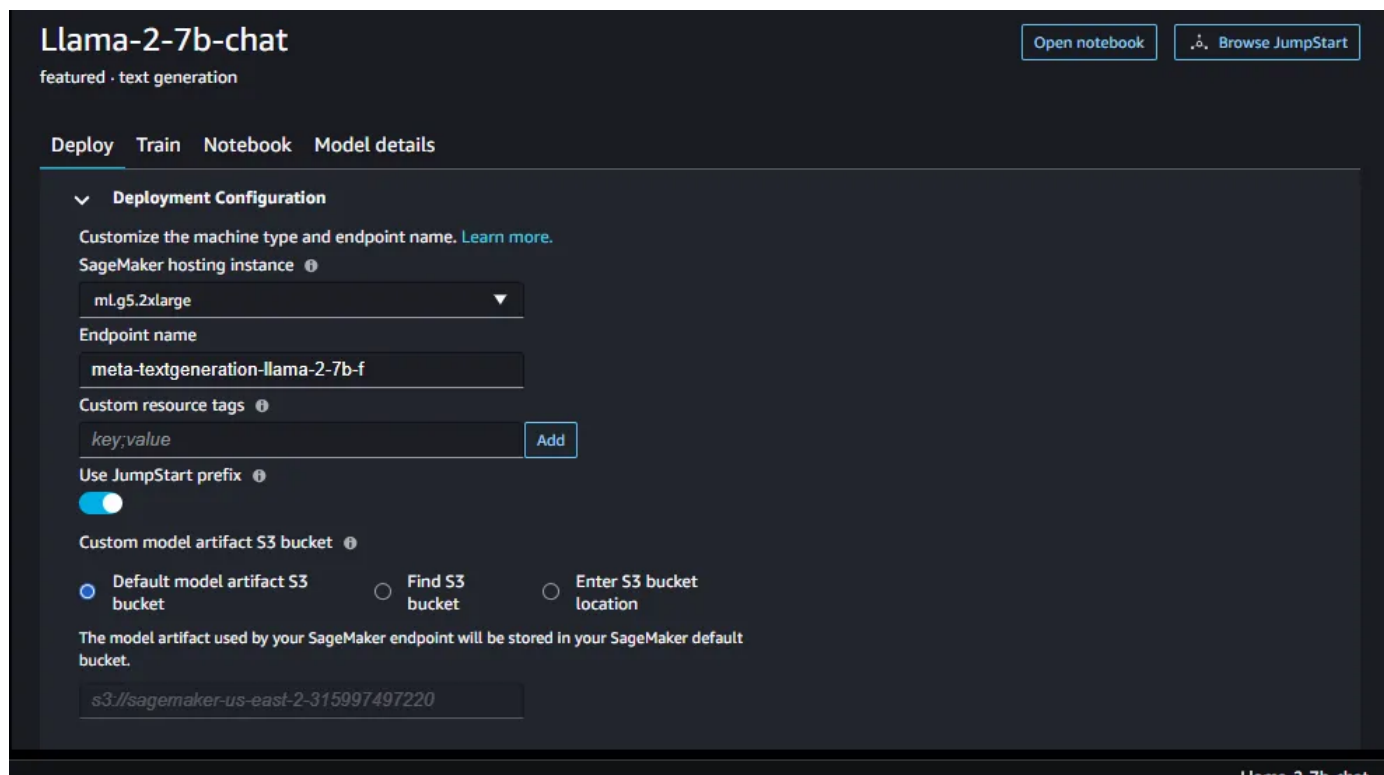 Llama-2-7b-chat
Open notebook
Browse JumpStart
featured · text generation
Deploy Train Notebook Model details
Deployment Configuration
Customize the machine type and endpoint name. Learn more.
SageMaker hosting instance
ml.g5.2xlarge
Endpoint name
meta-textgeneration-llama-2-7b-f
Custom resource tags
key;value
Add
Use JumpStart prefix
Custom model artifact S3 bucket
Default model artifact S3
bucket
Find S3
bucket
Enter S3 bucket
location
The model artifact used by your SageMaker endpoint will be stored in your SageMaker default
bucket.
s3://sagemaker-us-east-2-315997497220
Llama-2-7b-chat